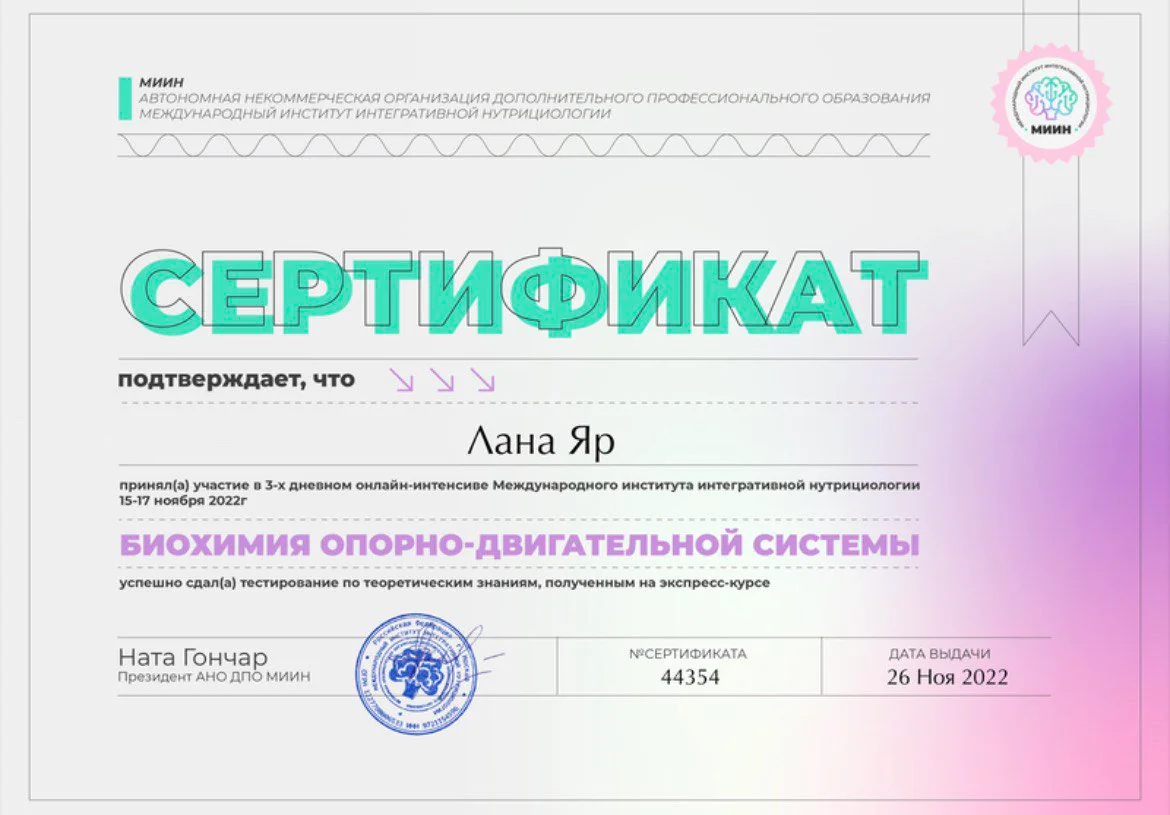 МИИН
АВТОНОМНАЯ НЕКОММЕРЧЕСКАЯ ОРГАНИЗАЦИЯ ДОПОЛНИТЕЛЬНОГО ПРОФЕССИОНАЛЬНОГО ОБРАЗОВАНИЯ
МЕЖДУНАРОДНЫЙ ИНСТИТУТ ИНТЕГРАТИВНОЙ НУТРИЦИОЛОГИИ
МЕЖДУНАРОДНЫЙ ИНСТИТУТ ИНТЕГРАТИВНОЙ НУТРИЦИОЛОГИИ
МИИН
СЕРТИФИКАТ
подтверждает, что
Лана Яр
принял(а) участие в 3-х дневном онлайн-интенсиве Международного института интегративной нутрициологии
15-17 ноября 2022г
БИОХИМИЯ ОПОРНО-ДВИГАТЕЛЬНОЙ СИСТЕМЫ
успешно сдал(а) тестирование по теоретическим знаниям, полученным на экспресс-курсе
Ната Гончар
Президент АНО ДПО МИИН
Российская Федерация
№СЕРТИФИКАТА
44354
ДАТА ВЫДАЧИ
26 Ноя 2022